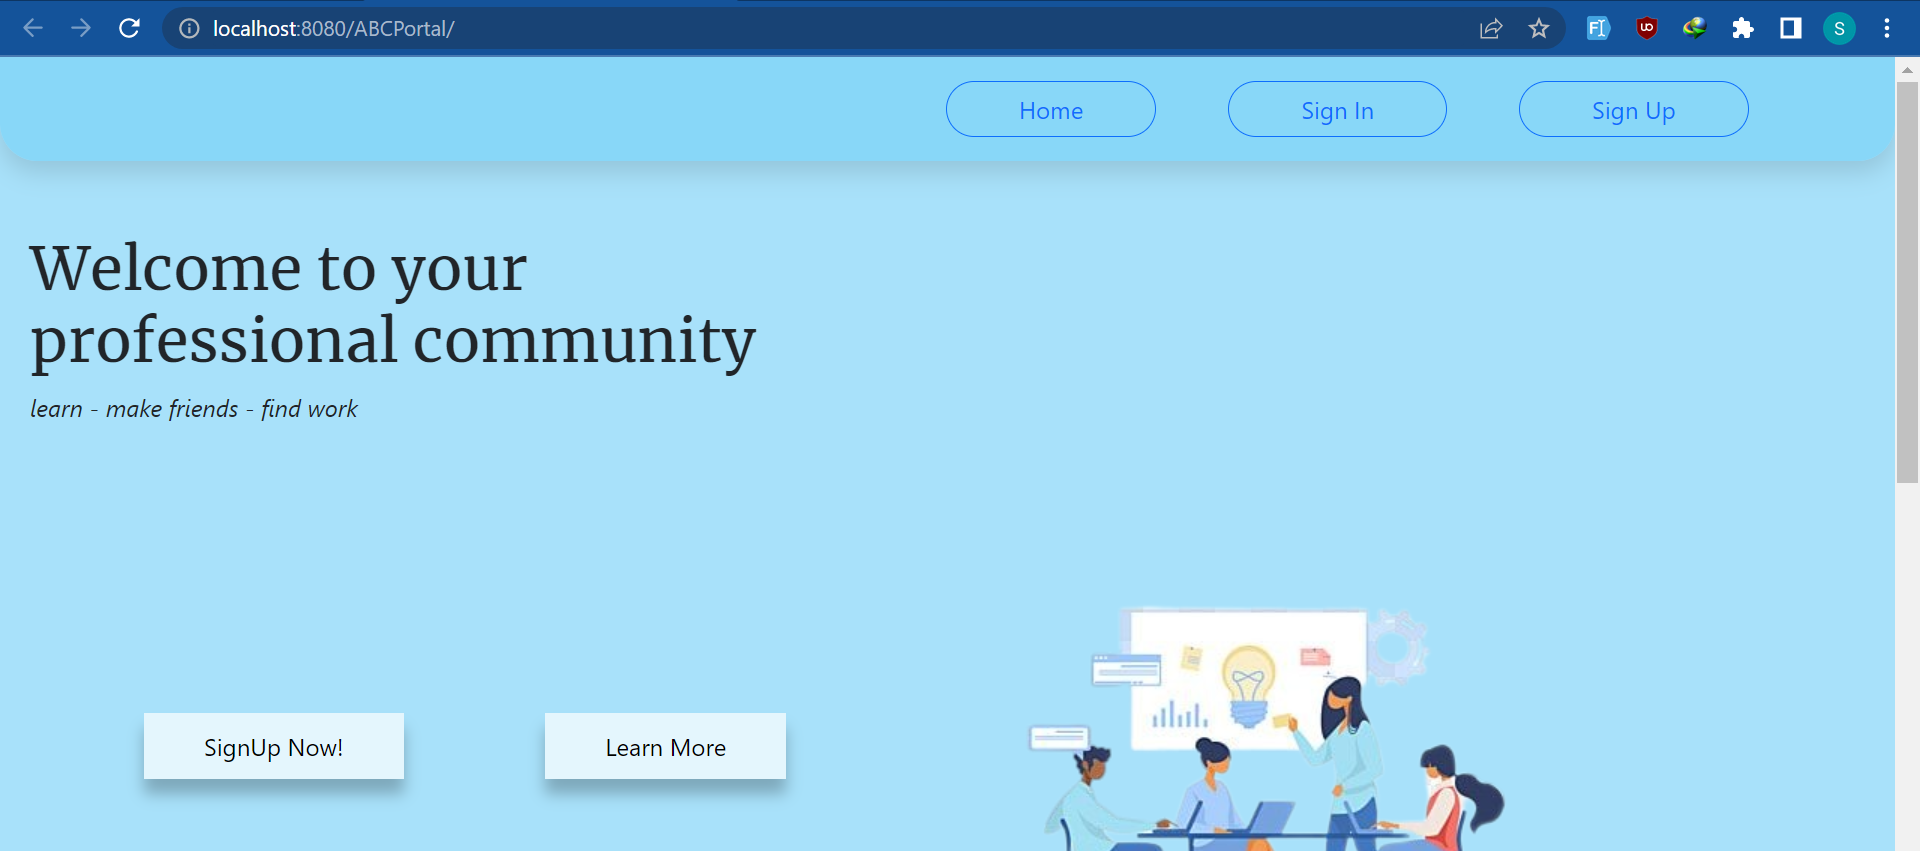 localhost:8080/ABCPortal/
S
Home
Sign In
Sign Up
Welcome to your
professional community
learn - make friends - find work
SignUp Now!
Learn More